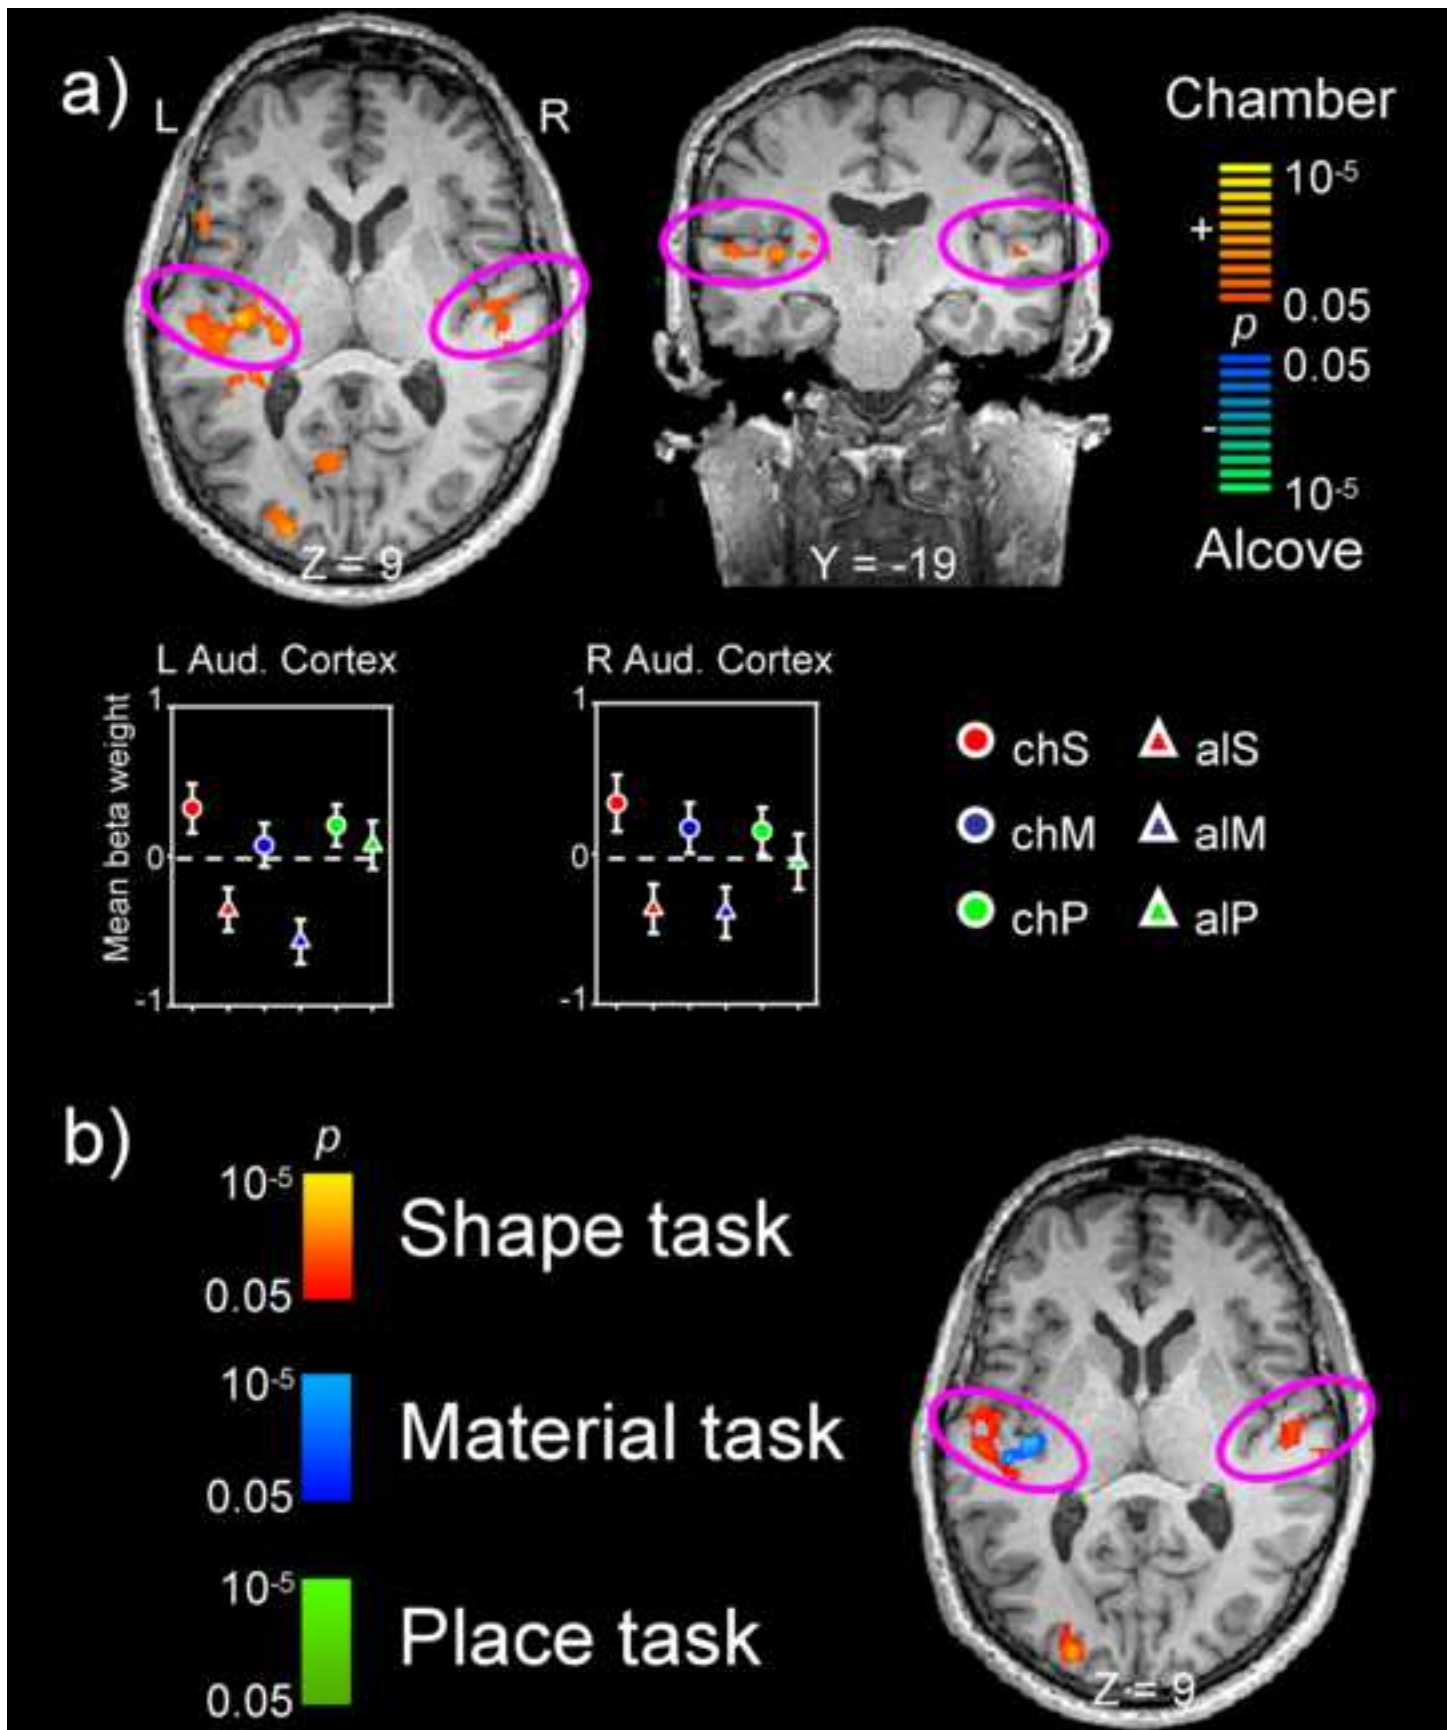 a)
L
R
Z = 9
Y = -19
Chamber
10-5
+
0.05
p
0.05
-
10-5
Alcove
L Aud. Cortex
R Aud. Cortex
Mean beta weight
1
0
-1
1
0
-1
chS
alS
chM
alM
chP
alP
b)
p
10-5
Shape task
0.05
10-5
Material task
0.05
10-5
Place task
0.05
Z = 9